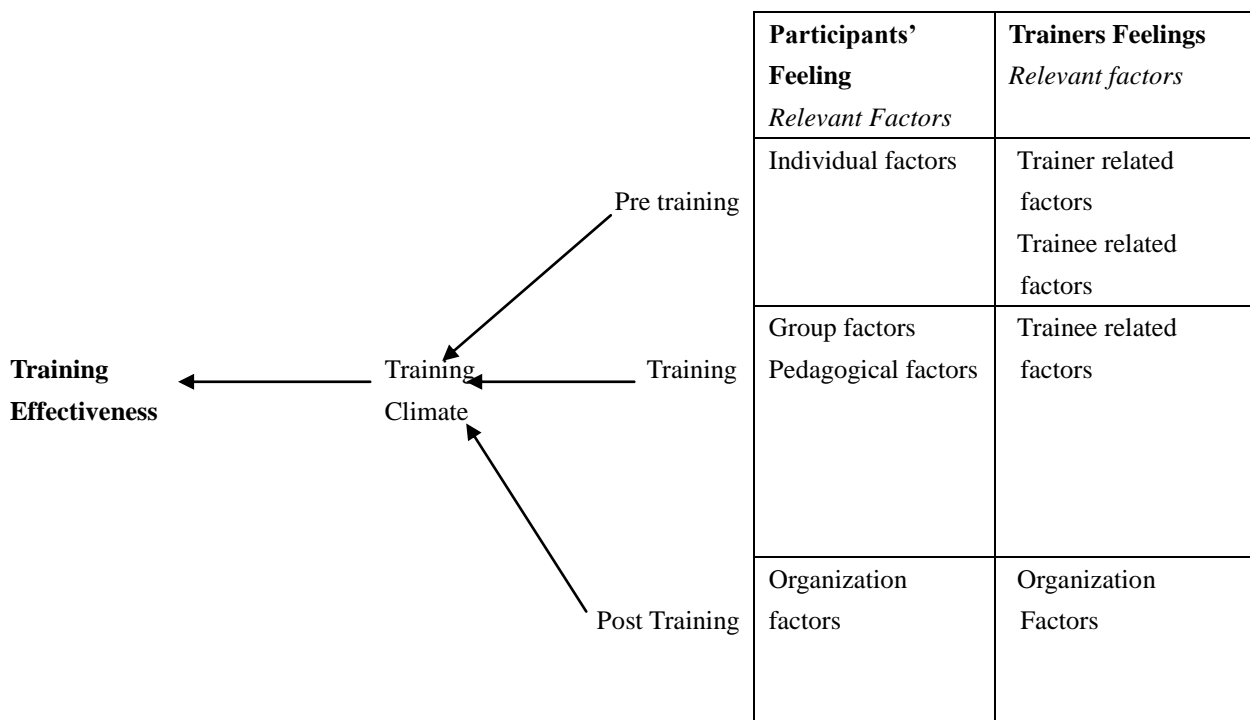 Participants’
Feeling
Relevant Factors
Trainers Feelings
Relevant factors
Pre training
Individual factors
Trainer related
factors
Trainee related
factors
Training
Effectiveness
Training
Climate
Training
Group factors
Pedagogical factors
Trainee related
factors
Post Training
Organization
factors
Organization
Factors